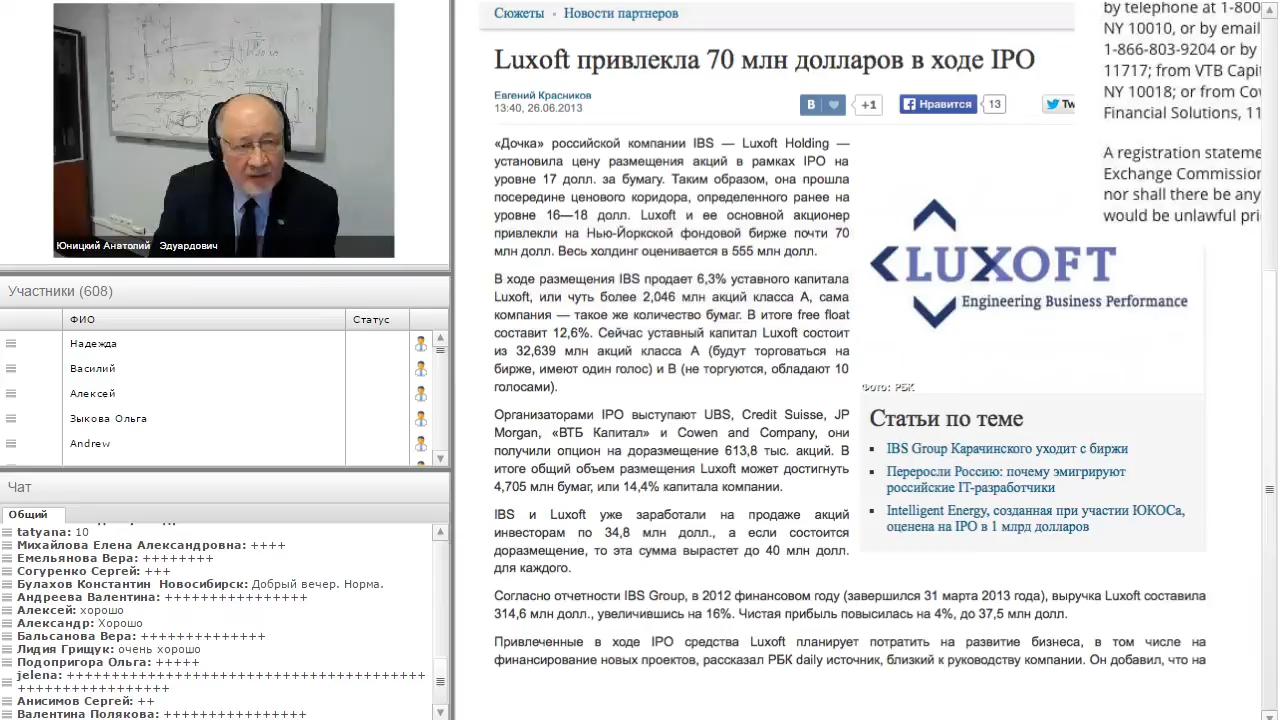 Юницкий Анатолий Эдуардович
Участники (608)
ФИО Статус
Надежда
Василий
Алексей
Зыкова Ольга
Andrew
Чат
Общий
tatyana: 10
Михайлова Елена Александровна: ++++
Емельянова Вера: ++++++++
Согуренко Сергей: +++
Булахов Константин Новосибирск: Добрый вечер. Норма.
Андреева Валентина: ++++++++++++++++
Алексей: хорошо
Александр: Хорошо
Бальсанова Вера: ++++++++++++++
Лидия Грищук: очень хорошо
Подопригора Ольга: +++++
jelena: ++++++++++++++++++++++++++++++++++++++++
+++++++++++++++++
Анисимов Сергей: ++
Валентина Полякова: ++++++++++++++++
Сюжеты • Новости партнеров
Luxoft привлекла 70 млн долларов в ходе IPO
Евгений Красников
13:40, 26.06.2013
В +1 Нравится 13 Tw
«Дочка» российской компании IBS — Luxoft Holding —
установила цену размещения акций в рамках IPO на
уровне 17 долл. за бумагу. Таким образом, она прошла
посередине ценового коридора, определенного ранее на
уровне 16—18 долл. Luxoft и ее основной акционер
привлекли на Нью-Йоркской фондовой бирже почти 70
млн долл. Весь холдинг оценивается в 555 млн долл.
В ходе размещения IBS продает 6,3% уставного капитала
Luxoft, или чуть более 2,046 млн акций класса А, сама
компания — такое же количество бумаг. В итоге free float
составит 12,6%. Сейчас уставный капитал Luxoft состоит
из 32,639 млн акций класса А (будут торговаться на
бирже, имеют один голос) и В (не торгуются, обладают 10
голосами).
Организаторами IPO выступают UBS, Credit Suisse, JP
Morgan, «ВТБ Капитал» и Cowen and Company, они
получили опцион на доразмещение 613,8 тыс. акций. В
итоге общий объем размещения Luxoft может достигнуть
4,705 млн бумаг, или 14,4% капитала компании.
IBS и Luxoft уже заработали на продаже акций
инвесторам по 34,8 млн долл., а если состоится
доразмещение, то эта сумма вырастет до 40 млн долл.
для каждого.
Согласно отчетности IBS Group, в 2012 финансовом году (завершился 31 марта 2013 года), выручка Luxoft составила
314,6 млн долл., увеличившись на 16%. Чистая прибыль повысилась на 4%, до 37,5 млн долл.
Привлеченные в ходе IPO средства Luxoft планирует потратить на развитие бизнеса, в том числе на
финансирование новых проектов, рассказал РБК daily источник, близкий к руководству компании. Он добавил, что на
LUXOFT
Engineering Business Performance
Фото: РБК
Статьи по теме
IBS Group Карачинского уходит с биржи
Переросли Россию: почему эмигрируют
российские IT-разработчики
Intelligent Energy, созданная при участии ЮКОСа,
оценена на IPO в 1 млрд долларов
by telephone at 1-800
NY 10010, or by email
1-866-803-9204 or by
11717; from VTB Capi
NY 10018; or from Co
Financial Solutions, 11
A registration stateme
Exchange Commission
nor shall there be any
would be unlawful pri